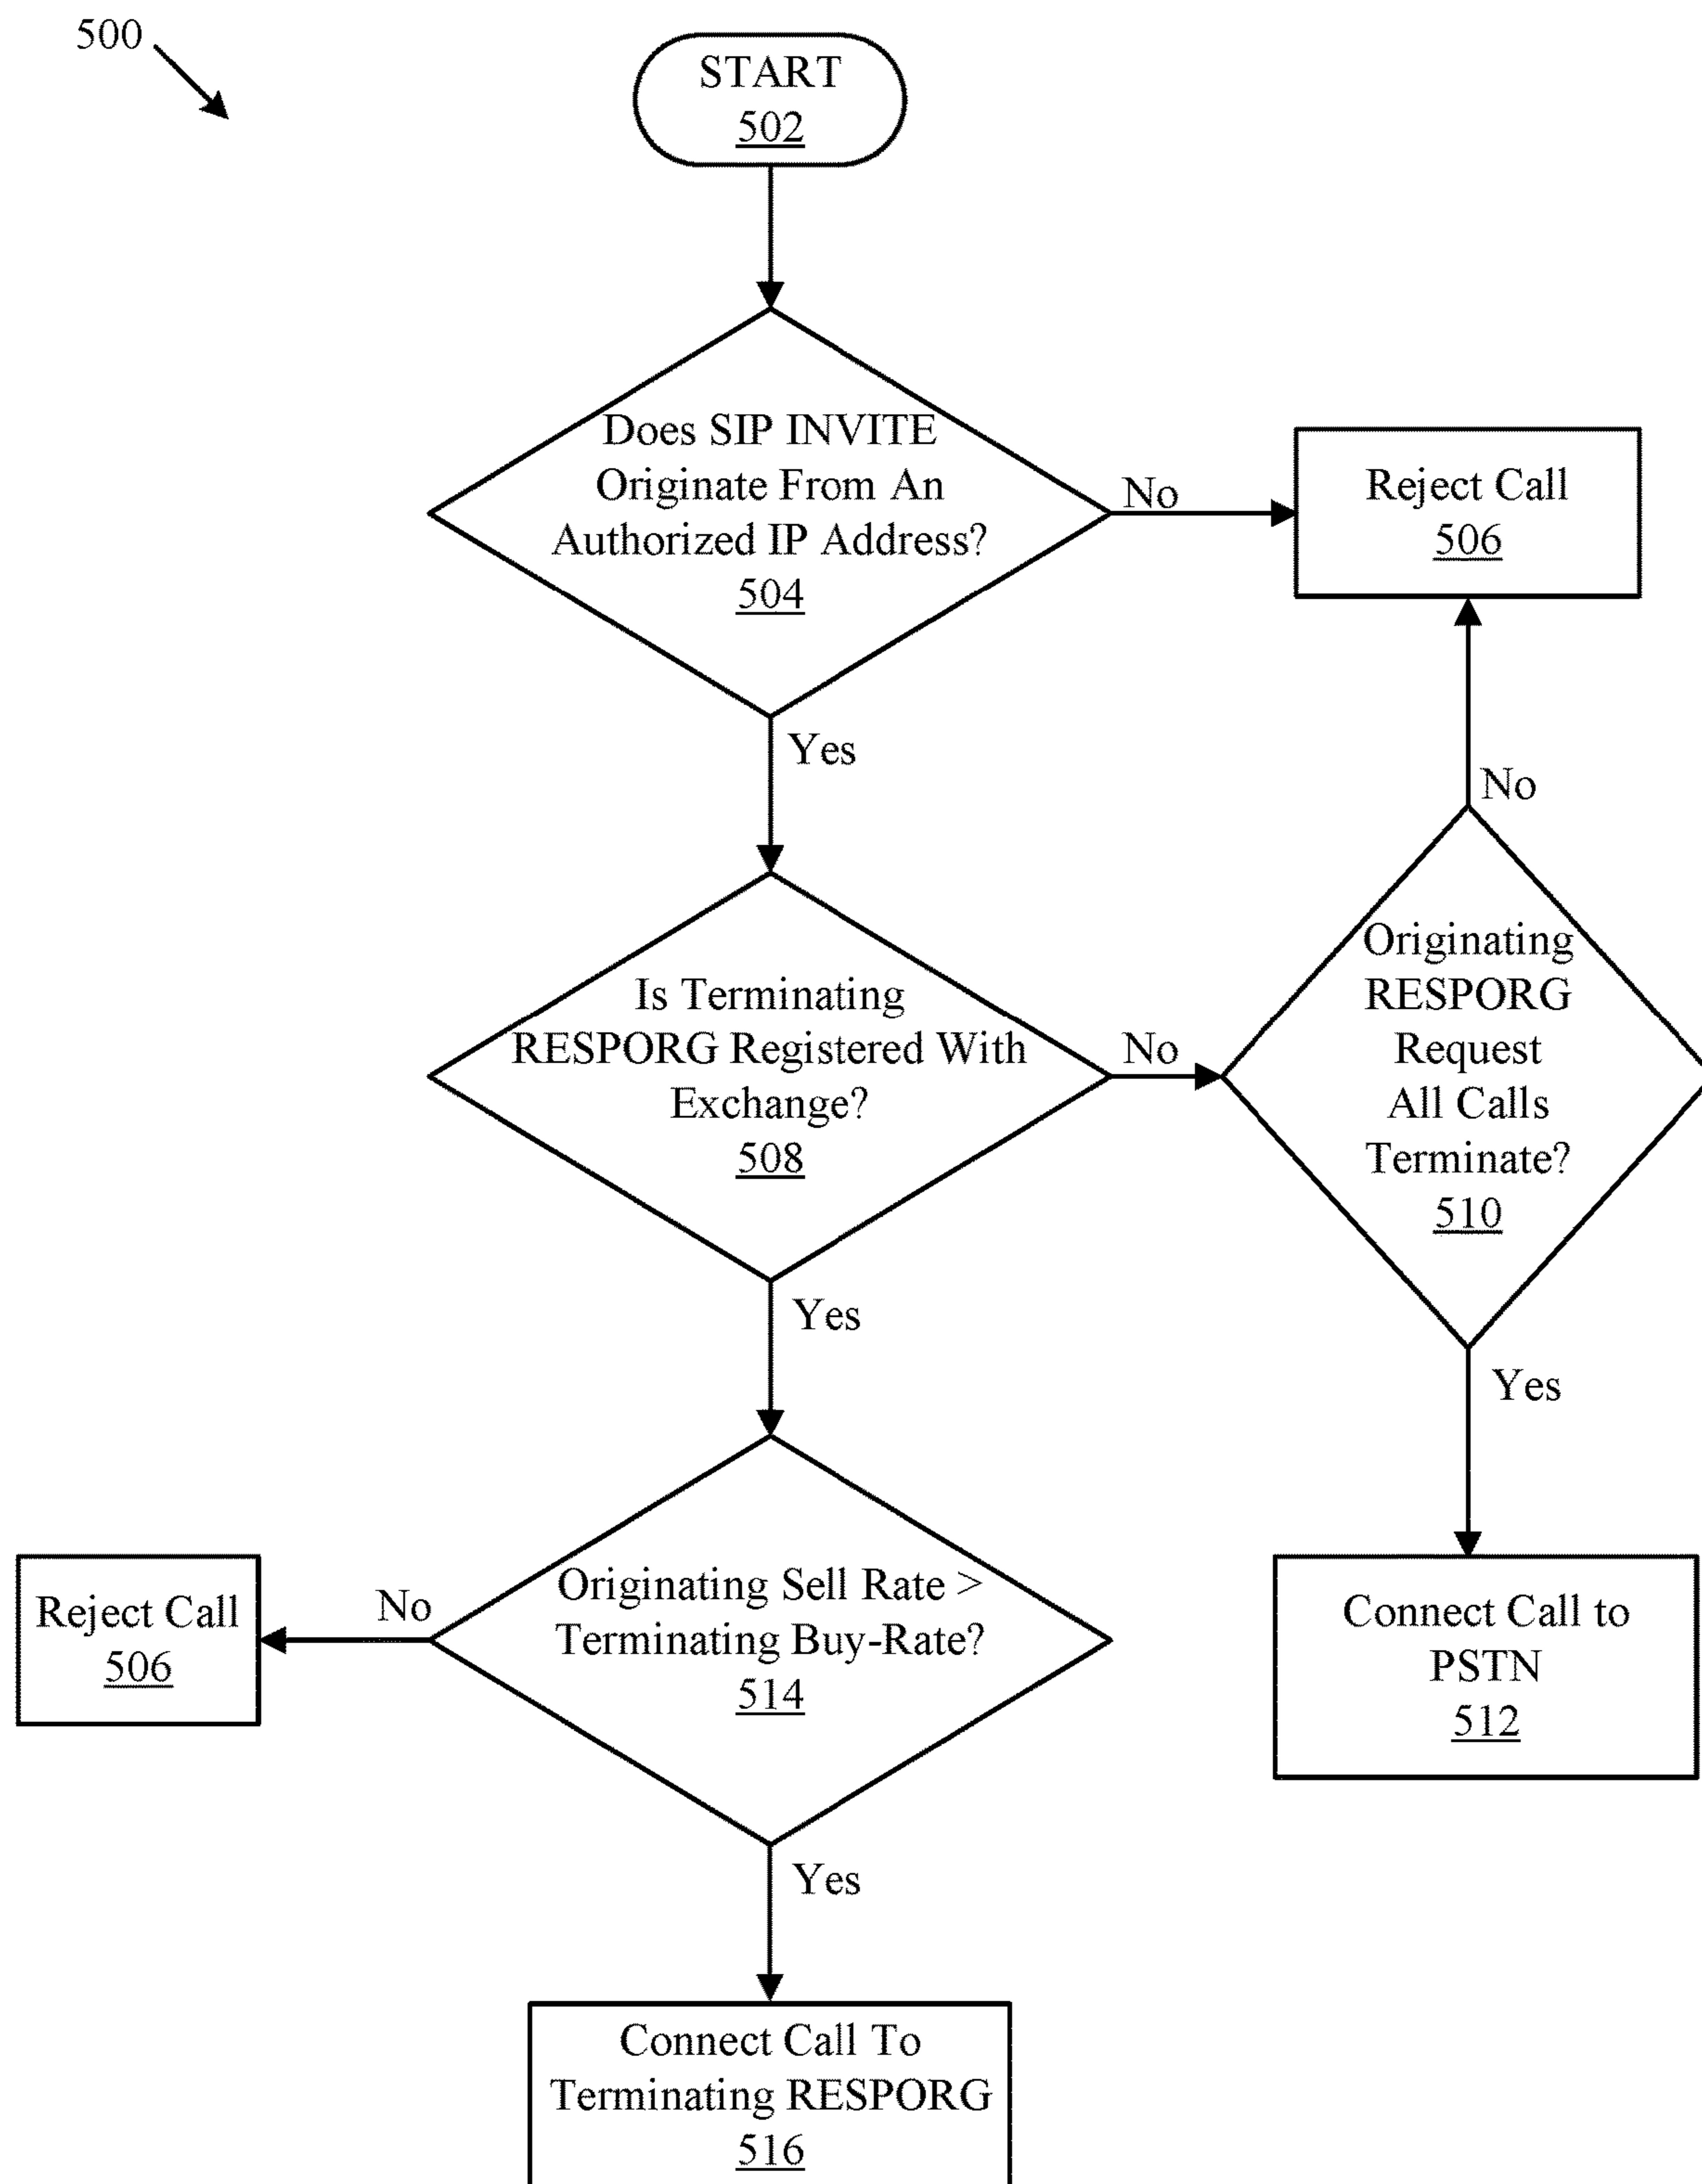 500
START
502
Does SIP INVITE
Originate From An
Authorized IP Address?
504
No
Reject Call
506
Yes
No
Is Terminating
RESPORG Registered With
Exchange?
508
No
Originating
RESPORG
Request
All Calls
Terminate?
510
Yes
Yes
Originating Sell Rate >
Terminating Buy-Rate?
514
No
Reject Call
506
Connect Call to
PSTN
512
Yes
Connect Call To
Terminating RESPORG
516